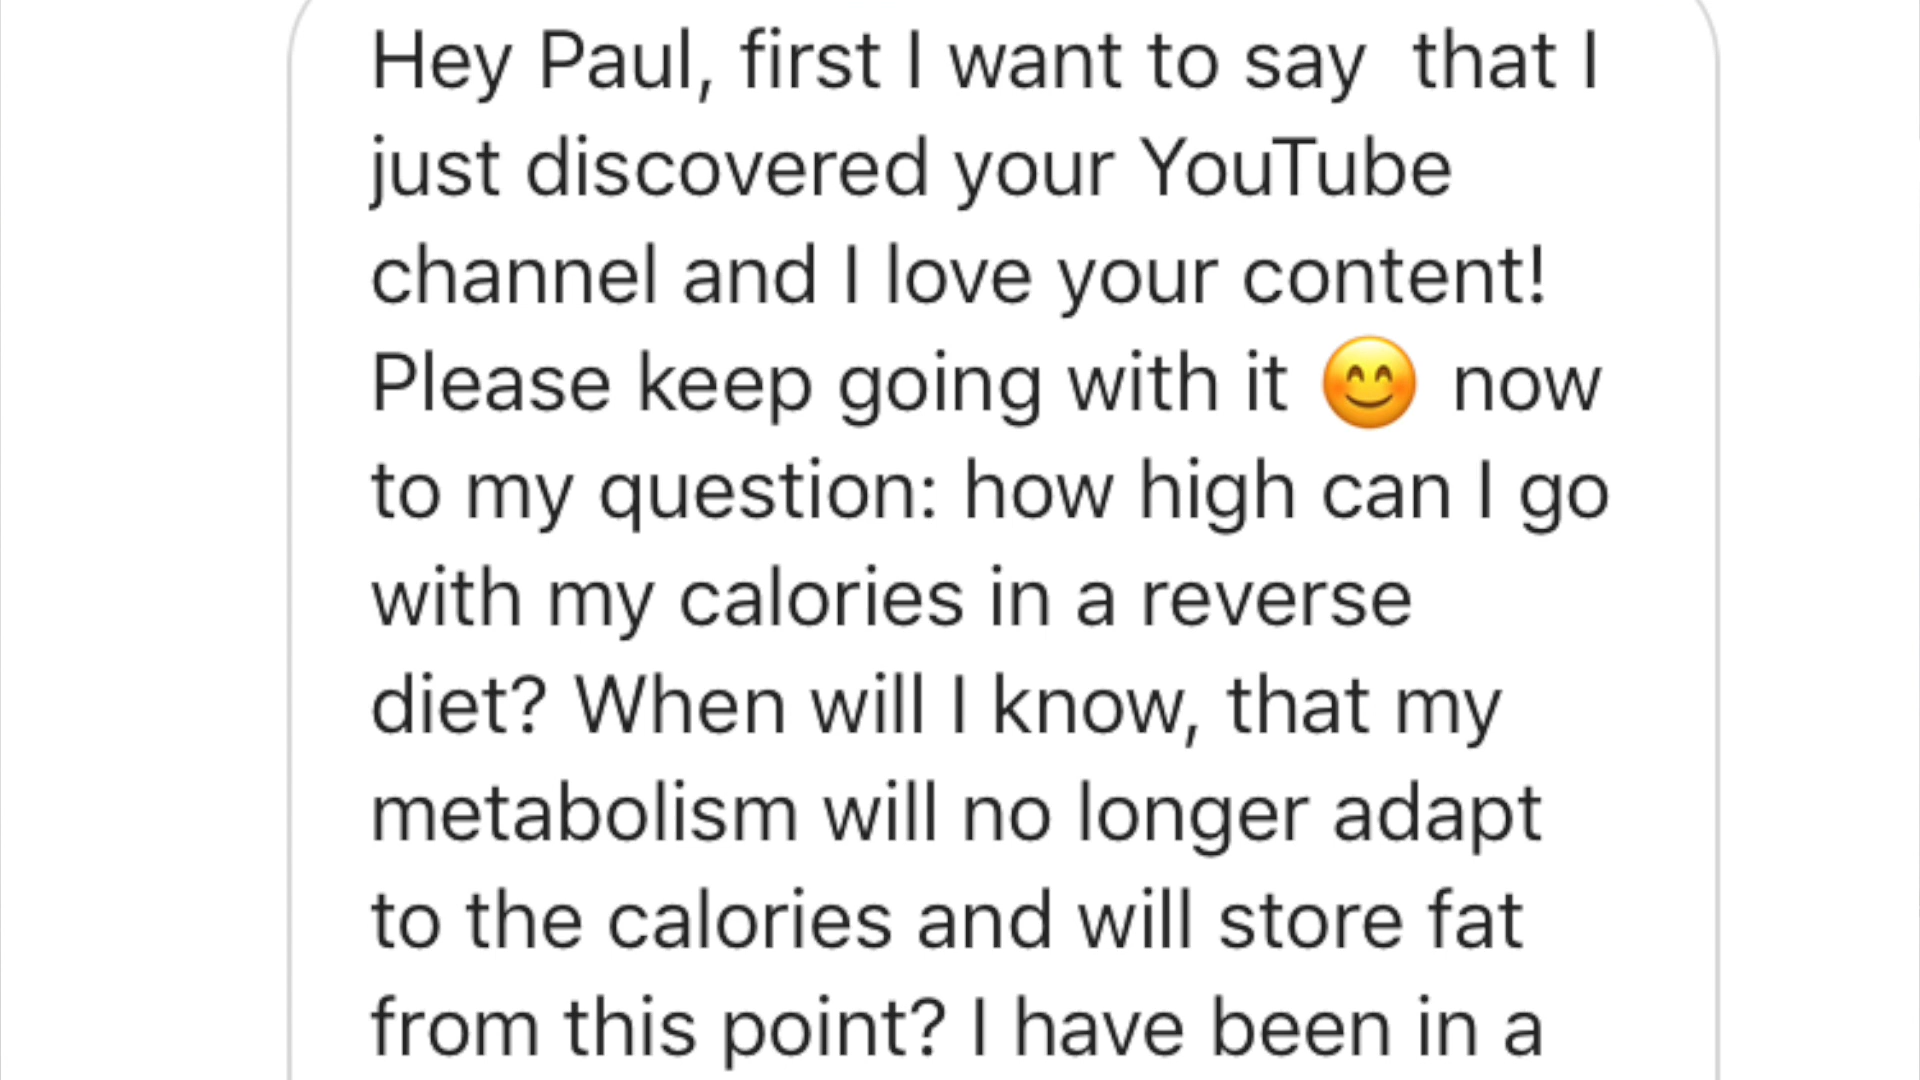 Hey Paul, first I want to say  that I
just discovered your YouTube
channel and I love your content!
Please keep going with it 😊 now
to my question: how high can I go
with my calories in a reverse
diet? When will I know, that my
metabolism will no longer adapt
to the calories and will store fat
from this point? I have been in a